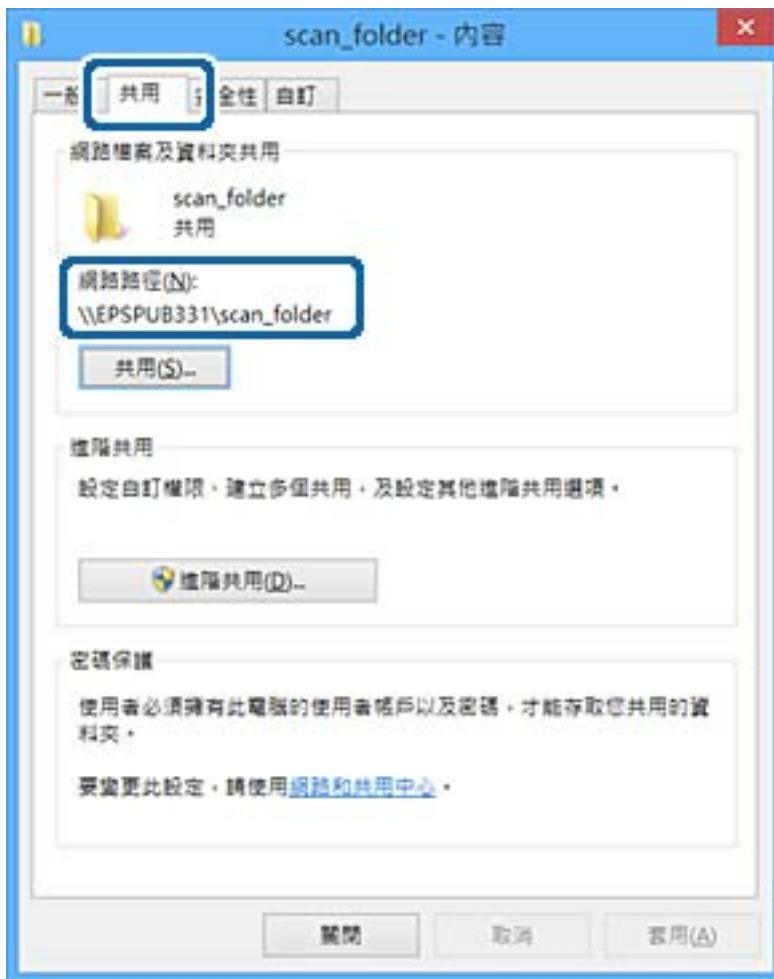 scan_folder - 內容
一般 共用 安全性 自訂
網路檔案及資料夾共用
scan_folder
共用
網路路徑(N):
\\EPSPUB331\scan_folder
共用(S)...
進階共用
設定自訂權限、建立多個共用，及設定其他進階共用選項。
進階共用(D)...
密碼保護
使用者必須擁有此電腦的使用者帳戶以及密碼，才能存取您共用的資
料夾。
要變更此設定，請使用網路和共用中心。
關閉 取消 套用(A)